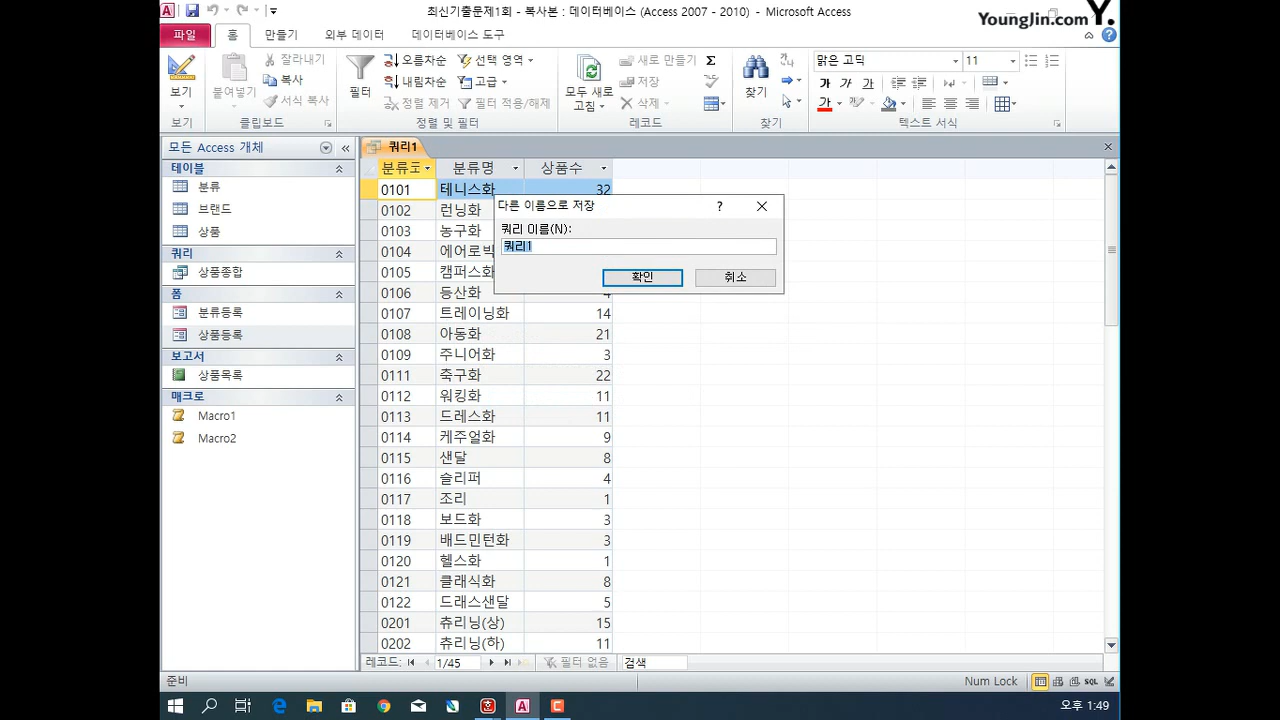 최신기출문제1회 - 복사본 : 데이터베이스 (Access 2007 - 2010) - Microsoft Access
YoungJin.com Y.
파일 홈 만들기 외부 데이터 데이터베이스 도구
보기
보기
붙여넣기
잘라내기
복사
서식 복사
클립보드
필터
오름차순
내림차순
정렬 제거
선택 영역
고급
필터 적용/해제
정렬 및 필터
모두 새로 고침
새로 만들기
저장
삭제
레코드
찾기
찾기
맑은 고딕 11
가 가 가
가
텍스트 서식
모든 Access 개체
테이블
분류
브랜드
상품
쿼리
상품종합
폼
분류등록
상품등록
보고서
상품목록
매크로
Macro1
Macro2
쿼리1
분류코 분류명 상품수
0101 테니스화 32
0102 런닝화
0103 농구화
0104 에어로빅
0105 캠퍼스화
0106 등산화 4
0107 트레이닝화 14
0108 아동화 21
0109 주니어화 3
0111 축구화 22
0112 워킹화 11
0113 드레스화 11
0114 케주얼화 9
0115 샌달 8
0116 슬리퍼 4
0117 조리 1
0118 보드화 3
0119 배드민턴화 3
0120 헬스화 1
0121 클래식화 8
0122 드래스샌달 5
0201 츄리닝(상) 15
0202 츄리닝(하) 11
다른 이름으로 저장 ?
쿼리 이름(N):
쿼리1
확인 취소
레코드: 1/45 필터 없음 검색
준비 Num Lock SQL
오후 1:49